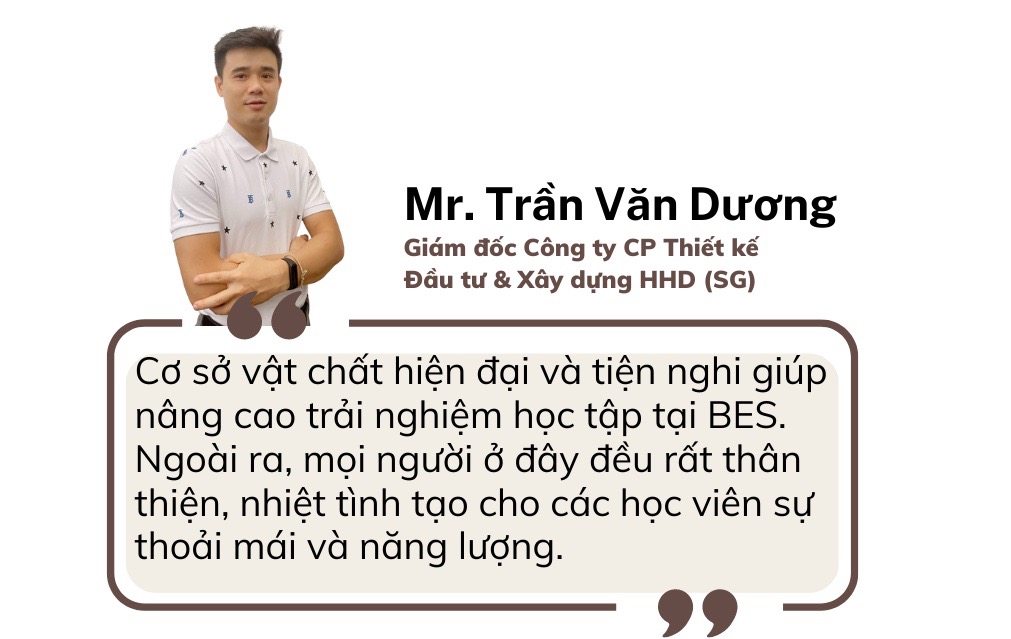 Mr. Trần Văn Dương
Giám đốc Công ty CP Thiết kế
Đầu tư & Xây dựng HHD (SG)
Cơ sở vật chất hiện đại và tiện nghi giúp
nâng cao trải nghiệm học tập tại BES.
Ngoài ra, mọi người ở đây đều rất thân
thiện, nhiệt tình tạo cho các học viên sự
thoải mái và năng lượng.